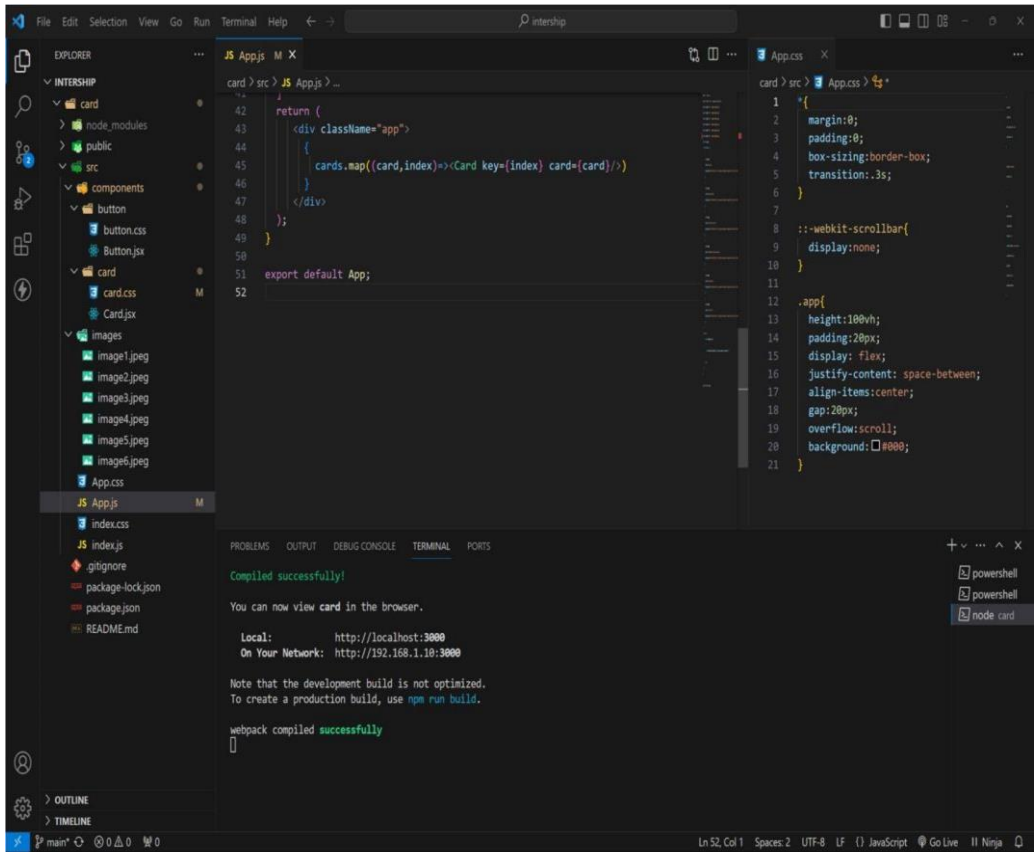 File Edit Selection View Go Run Terminal Help
intership
EXPLORER
INTERSHIP
card
node_modules
public
src
components
button
button.css
Button.jsx
card
card.css M
Card.jsx
images
image1.jpeg
image2.jpeg
image3.jpeg
image4.jpeg
image5.jpeg
image6.jpeg
App.css
JS App.js M
index.css
JS index.js
.gitignore
package-lock.json
package.json
README.md
OUTLINE
TIMELINE
JS App.js M
card > src > JS App.js > ...
41 ]
42 return (
43 <div className="app">
44 {
45 cards.map((card,index)=><Card key={index} card={card}/>)
46 }
47 </div>
48 );
49 }
50
51 export default App;
52
App.css
card > src > App.css > *
1 *{
2 margin:0;
3 padding:0;
4 box-sizing:border-box;
5 transition:.3s;
6 }
7
8 ::-webkit-scrollbar{
9 display:none;
10 }
11
12 .app{
13 height:100vh;
14 padding:20px;
15 display: flex;
16 justify-content: space-between;
17 align-items:center;
18 gap:20px;
19 overflow:scroll;
20 background:#000;
21 }
PROBLEMS OUTPUT DEBUG CONSOLE TERMINAL PORTS
Compiled successfully!
You can now view card in the browser.
Local: http://localhost:3000
On Your Network: http://192.168.1.10:3000
Note that the development build is not optimized.
To create a production build, use npm run build.
webpack compiled successfully
powershell
powershell
node card
2
main* 0 0 0
Ln 52, Col 1 Spaces: 2 UTF-8 LF {} JavaScript Go Live Ninja